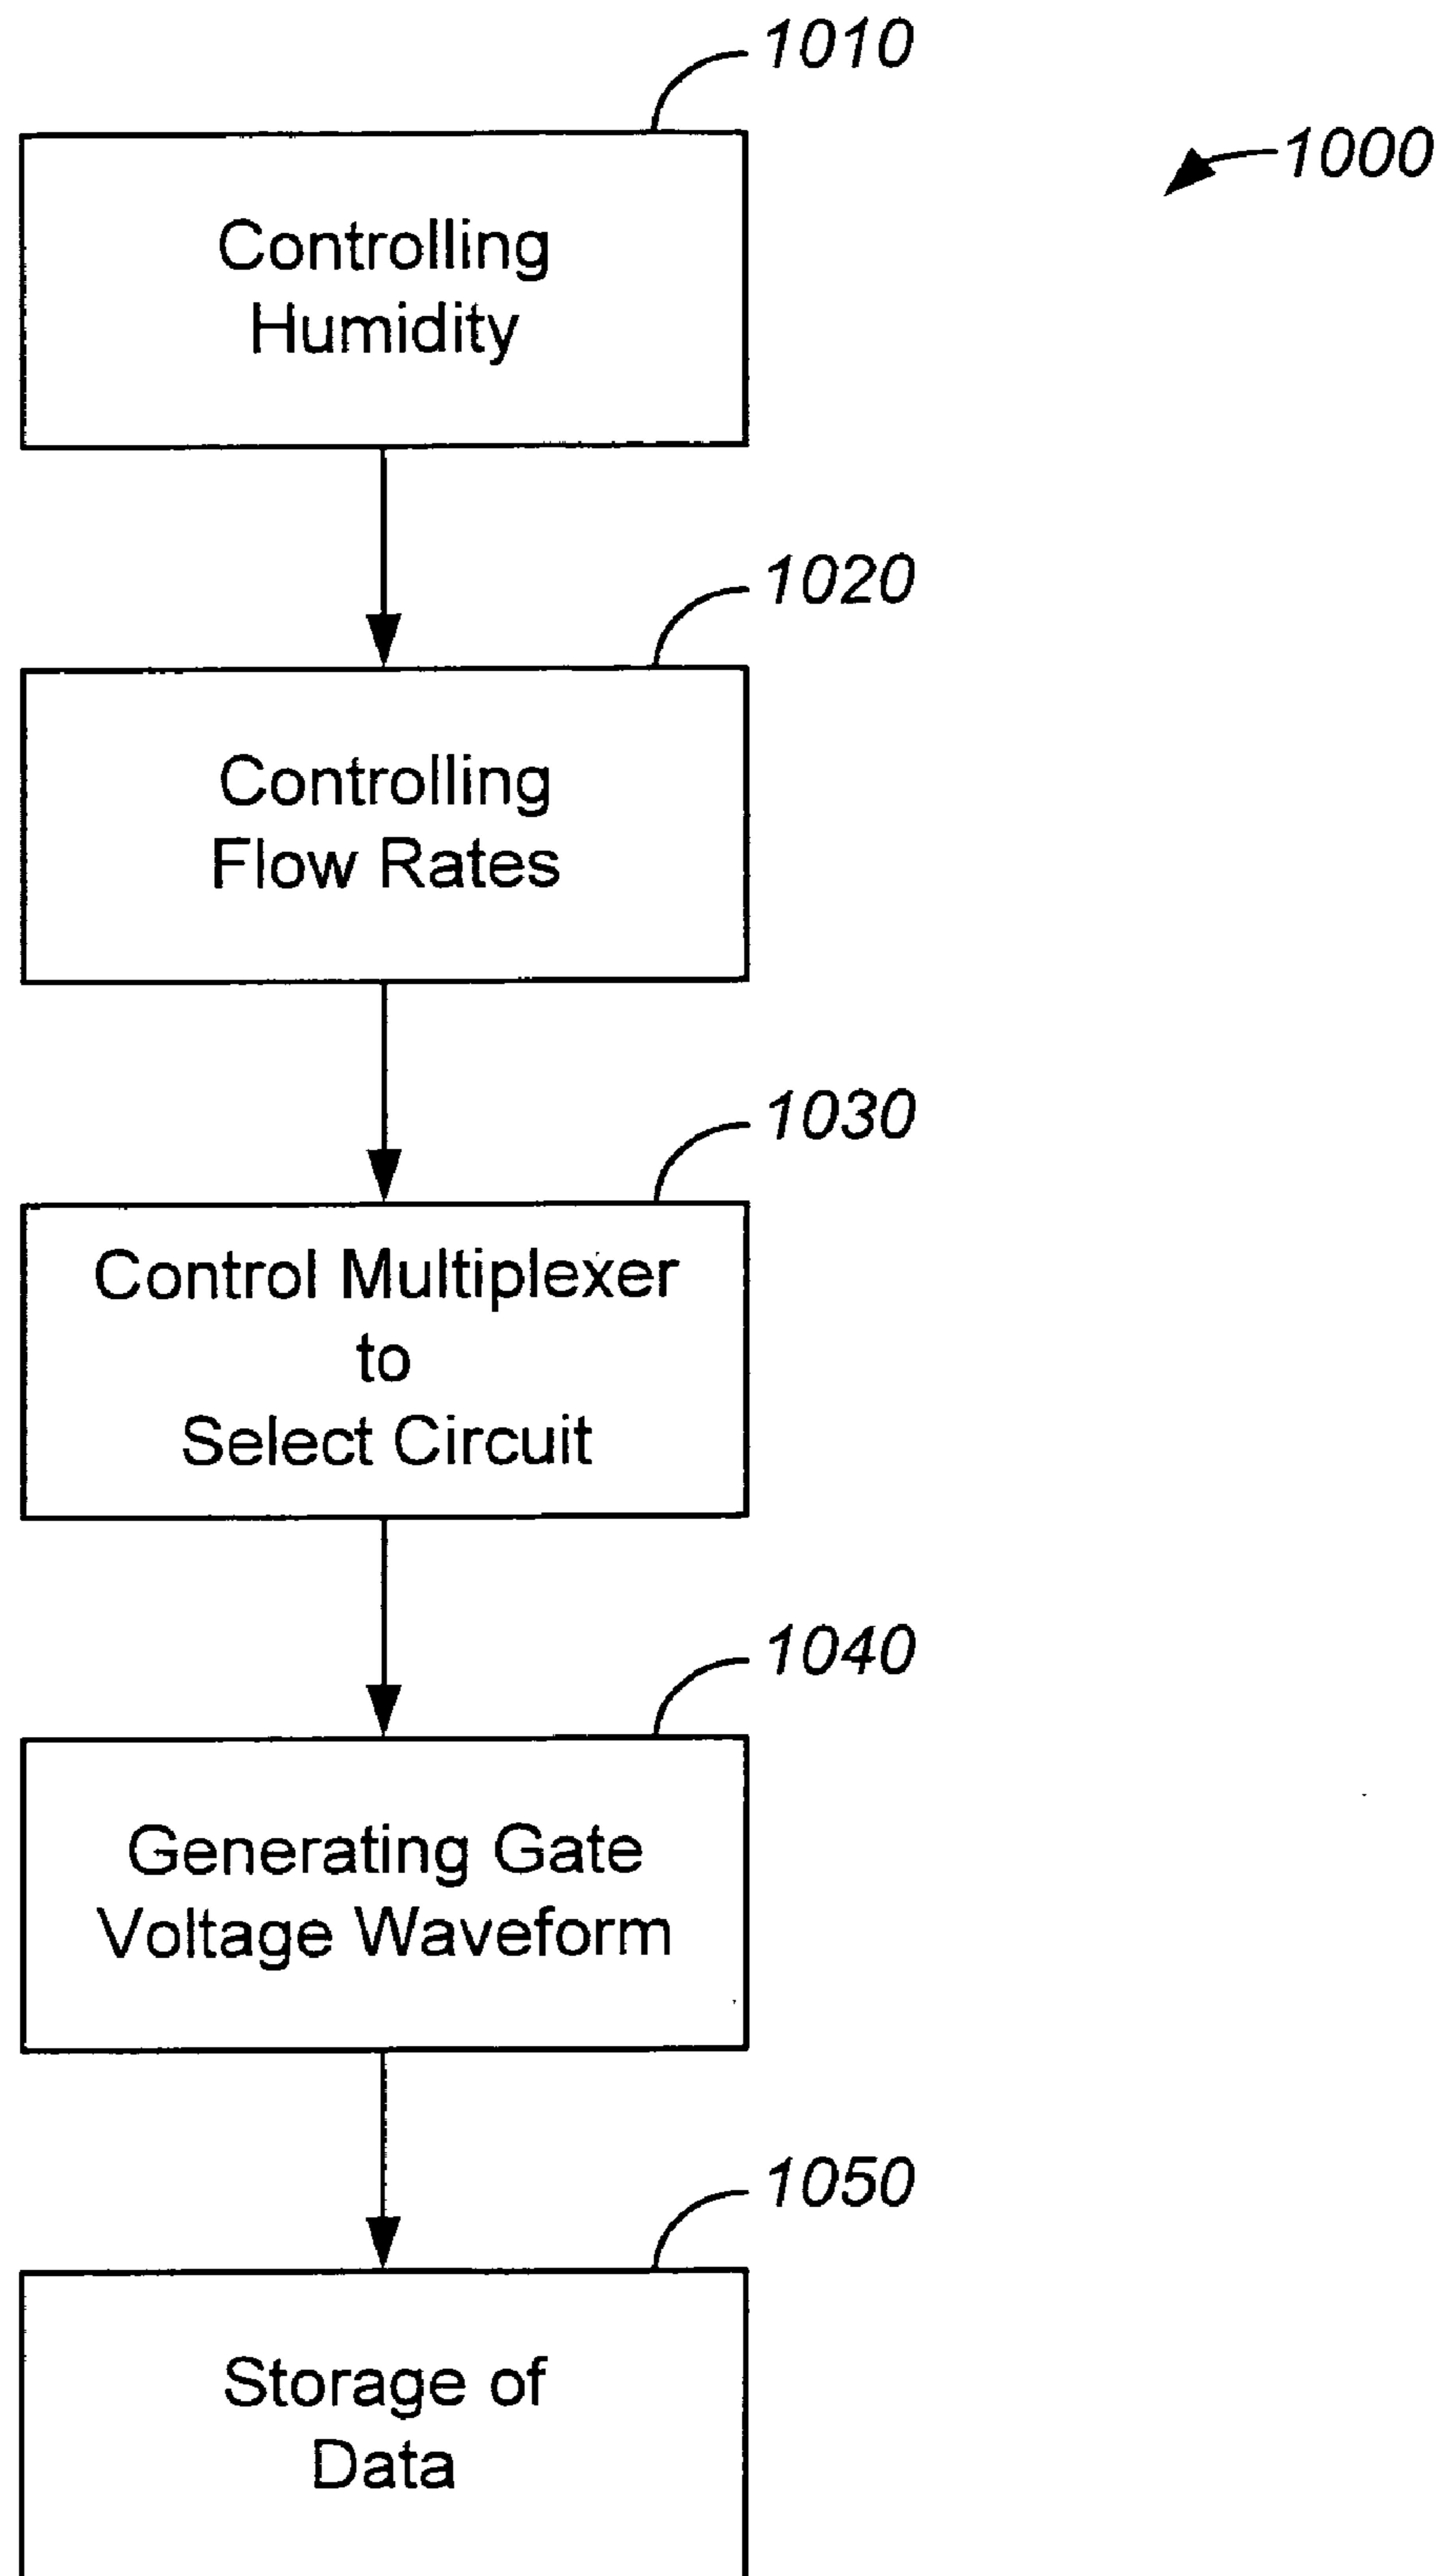 1010
1000
Controlling
Humidity
1020
Controlling
Flow Rates
1030
Control Multiplexer
to
Select Circuit
1040
Generating Gate
Voltage Waveform
1050
Storage of
Data